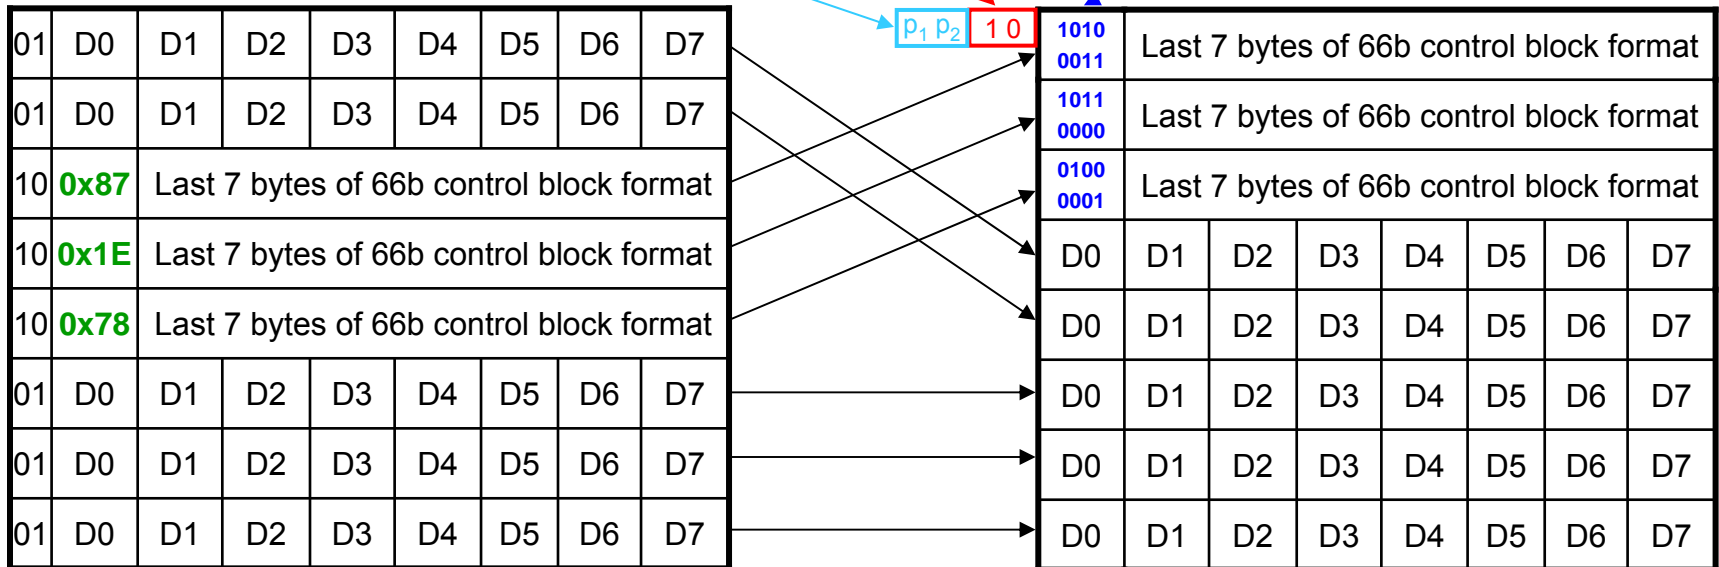 p1 p2 1 0
01 D0 D1 D2 D3 D4 D5 D6 D7
01 D0 D1 D2 D3 D4 D5 D6 D7
10 0x87 Last 7 bytes of 66b control block format
10 0x1E Last 7 bytes of 66b control block format
10 0x78 Last 7 bytes of 66b control block format
01 D0 D1 D2 D3 D4 D5 D6 D7
01 D0 D1 D2 D3 D4 D5 D6 D7
01 D0 D1 D2 D3 D4 D5 D6 D7
1010
0011 Last 7 bytes of 66b control block format
1011
0000 Last 7 bytes of 66b control block format
0100
0001 Last 7 bytes of 66b control block format
D0 D1 D2 D3 D4 D5 D6 D7
D0 D1 D2 D3 D4 D5 D6 D7
D0 D1 D2 D3 D4 D5 D6 D7
D0 D1 D2 D3 D4 D5 D6 D7
D0 D1 D2 D3 D4 D5 D6 D7